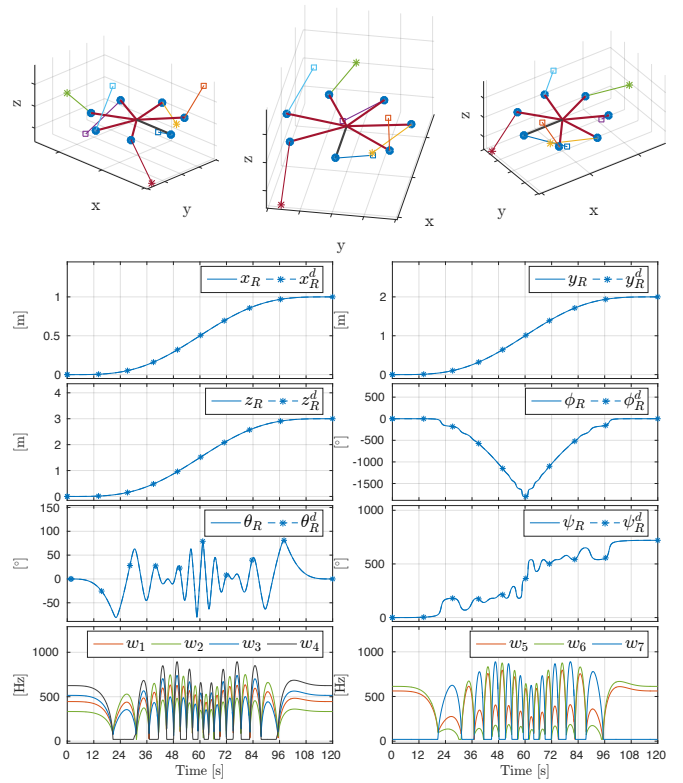 z
x
y
z
y
x
z
y
x
x_R x_R^d
1
0.5
0
[m]
y_R y_R^d
2
1
0
[m]
z_R z_R^d
3
2
1
0
[m]
ϕ_R ϕ_R^d
500
0
-500
-1000
-1500
[°]
θ_R θ_R^d
150
100
50
0
-50
[°]
ψ_R ψ_R^d
1000
500
0
[°]
w_1 w_2 w_3 w_4
1000
500
0
[Hz]
0 12 24 36 48 60 72 84 96 108 120
Time [s]
w_5 w_6 w_7
1000
500
0
[Hz]
0 12 24 36 48 60 72 84 96 108 120
Time [s]